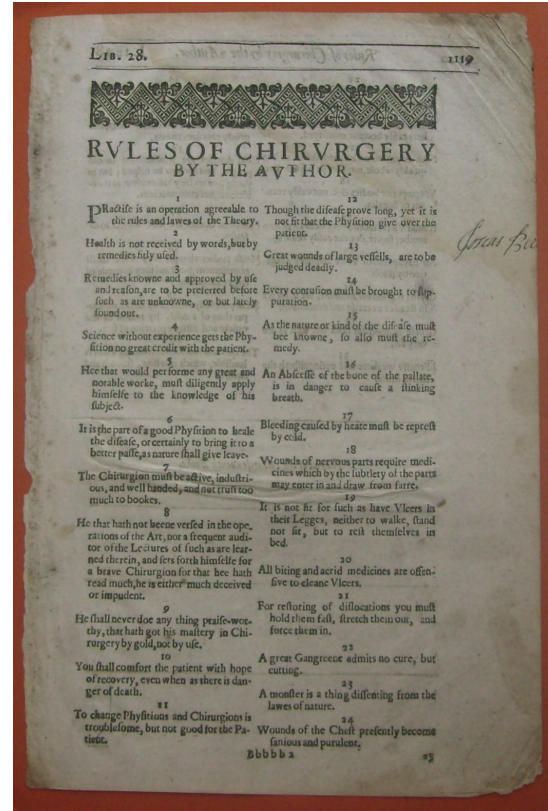 LIB. 28.
1119
RVLES OF CHIRVRGERY
BY THE AVTHOR.
1
PRactise is an operation agreeable to
the rules and lawes of the Theory.
2
Health is not received by words, but by
remedies fitly used.
3
Remedies knowne and approved by use
and reason, are to be preferred before
such as are unknowne, or but lately
found out.
4
Science without experience gets the Phy-
sition no great credit with the patient.
5
Hee that would performe any great and
notable worke, must diligently apply
himselfe to the knowledge of his
subject.
6
It is the part of a good Physition to heale
the disease, or certainly to bring it to a
better passe, as nature shall give leave.
7
The Chirurgion must be active, industri-
ous, and well handed, and not trust too
much to bookes.
8
He that hath not beene versed in the ope-
rations of the Art, nor a frequent audi-
tor of the Lectures of such as are lear-
ned therein, and sets forth himselfe for
a brave Chirurgion for that hee hath
read much, he is either much deceived
or impudent.
9
He shall never doe any thing praise-wor-
thy, that hath got his mastery in Chi-
rurgery by gold, not by use.
10
You shall comfort the patient with hope
of recovery, even when as there is dan-
ger of death.
11
To change Physitions and Chirurgions is
troublesome, but not good for the Pa-
tient.
12
Though the disease prove long, yet it is
not fit that the Physition give over the
patient.
13
Great wounds of large vessells, are to be
judged deadly.
14
Every contusion must be brought to sup-
puration.
15
As the nature or kind of the disease must
bee knowne, so also must the re-
medy.
16
An Abscesse of the bone of the pallate,
is in danger to cause a stinking
breath.
17
Bleeding caused by heate must be represt
by cold.
18
Wounds of nervous parts require medi-
cines which by the subtlety of the parts
may enter in and draw from farre.
19
It is not fit for such as have Vlcers in
their Legges, neither to walke, stand
nor sit, but to rest themselves in
bed.
20
All biting and acrid medicines are offen-
sive to cleane Vlcers.
21
For restoring of dislocations you must
hold them fast, stretch them out, and
force them in.
22
A great Gangreene admits no cure, but
cutting.
23
A monster is a thing dissenting from the
lawes of nature.
24
Wounds of the Chest presently become
sanious and purulent.
Bbbbb 2
25